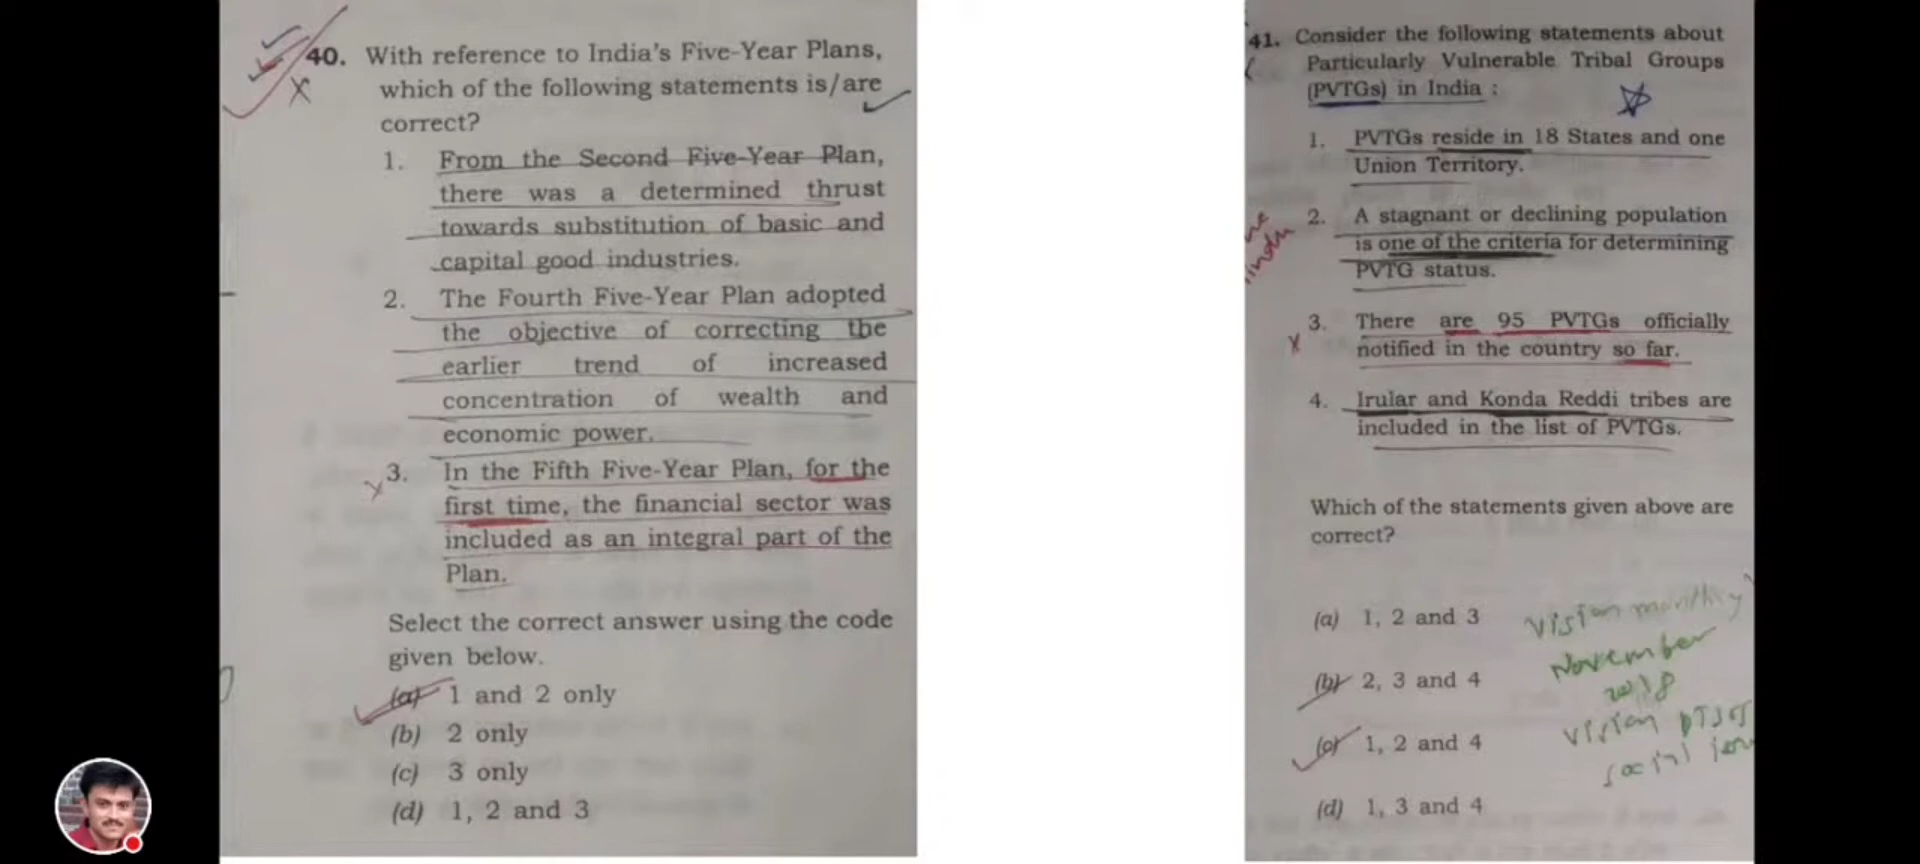 40. With reference to India's Five-Year Plans,
which of the following statements is/are
correct?
1. From the Second Five-Year Plan,
there was a determined thrust
towards substitution of basic and
capital good industries.
2. The Fourth Five-Year Plan adopted
the objective of correcting the
earlier trend of increased
concentration of wealth and
economic power.
3. In the Fifth Five-Year Plan, for the
first time, the financial sector was
included as an integral part of the
Plan.
Select the correct answer using the code
given below.
(a) 1 and 2 only
(b) 2 only
(c) 3 only
(d) 1, 2 and 3
41. Consider the following statements about
Particularly Vulnerable Tribal Groups
(PVTGs) in India :
1. PVTGs reside in 18 States and one
Union Territory.
2. A stagnant or declining population
is one of the criteria for determining
PVTG status.
3. There are 95 PVTGs officially
notified in the country so far.
4. Irular and Konda Reddi tribes are
included in the list of PVTGs.
Which of the statements given above are
correct?
(a) 1, 2 and 3
(b) 2, 3 and 4
(c) 1, 2 and 4
(d) 1, 3 and 4
vision monthly
November
2018
vision